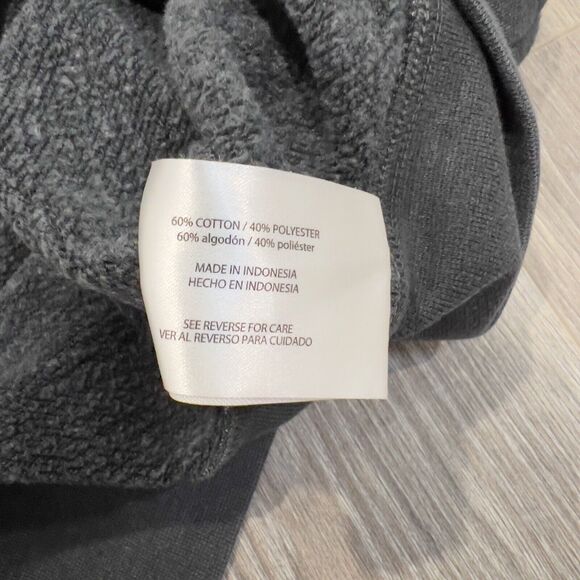 60% COTTON / 40% POLYESTER
60% algodón / 40% poliéster
MADE IN INDONESIA
HECHO EN INDONESIA
SEE REVERSE FOR CARE
VER AL REVERSO PARA CUIDADO